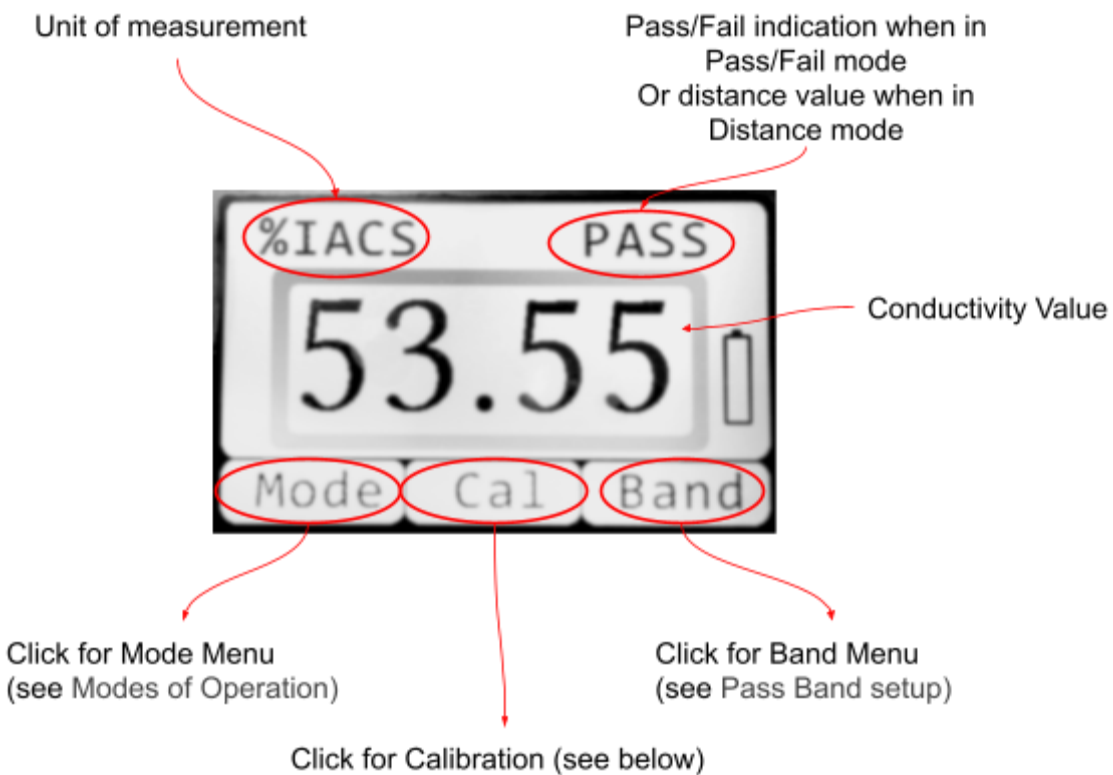 Unit of measurement
Pass/Fail indication when in
Pass/Fail mode
Or distance value when in
Distance mode
%IACS
PASS
53.55
Conductivity Value
Mode
Cal
Band
Click for Mode Menu
(see Modes of Operation)
Click for Band Menu
(see Pass Band setup)
Click for Calibration (see below)